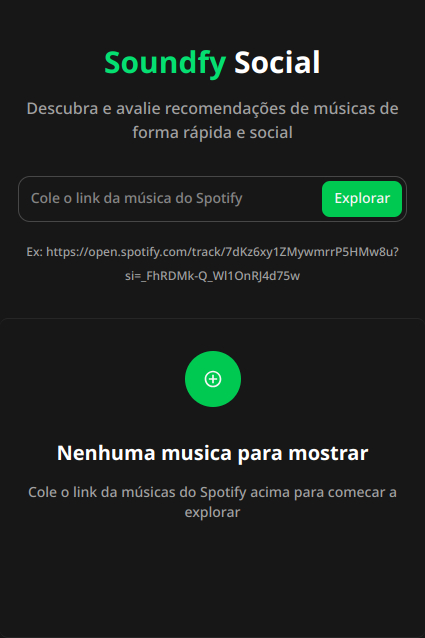 Soundfy Social
Descubra e avalie recomendações de músicas de
forma rápida e social
Cole o link da música do Spotify
Explorar
Ex: https://open.spotify.com/track/7dKz6xy1ZMywmrrP5HMw8u?
si=_FhRDMk-Q_Wl1OnRJ4d75w
Nenhuma musica para mostrar
Cole o link da músicas do Spotify acima para comecar a
explorar